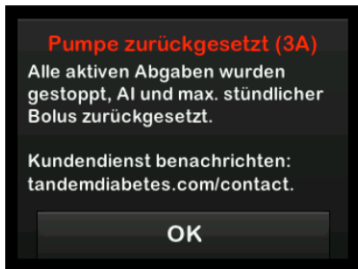 Pumpe zurückgesetzt (3A)
Alle aktiven Abgaben wurden
gestoppt, AI und max. stündlicher
Bolus zurückgesetzt.
Kundendienst benachrichten:
tandemdiabetes.com/contact.
OK